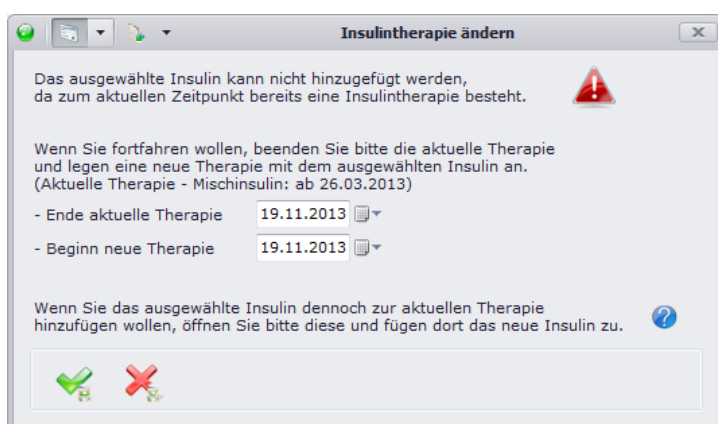 Insulintherapie ändern
Das ausgewählte Insulin kann nicht hinzugefügt werden,
da zum aktuellen Zeitpunkt bereits eine Insulintherapie besteht.
Wenn Sie fortfahren wollen, beenden Sie bitte die aktuelle Therapie
und legen eine neue Therapie mit dem ausgewählten Insulin an.
(Aktuelle Therapie - Mischinsulin: ab 26.03.2013)
- Ende aktuelle Therapie 19.11.2013
- Beginn neue Therapie 19.11.2013
Wenn Sie das ausgewählte Insulin dennoch zur aktuellen Therapie
hinzufügen wollen, öffnen Sie bitte diese und fügen dort das neue Insulin zu.